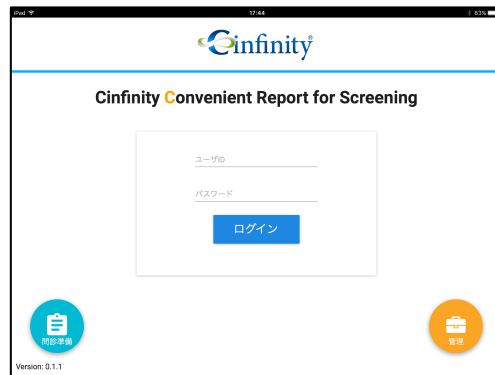 iPad 17:44 83%
Cinfinity
Cinfinity Convenient Report for Screening
ユーザID
パスワード
ログイン
問診準備
管理
Version: 0.1.1